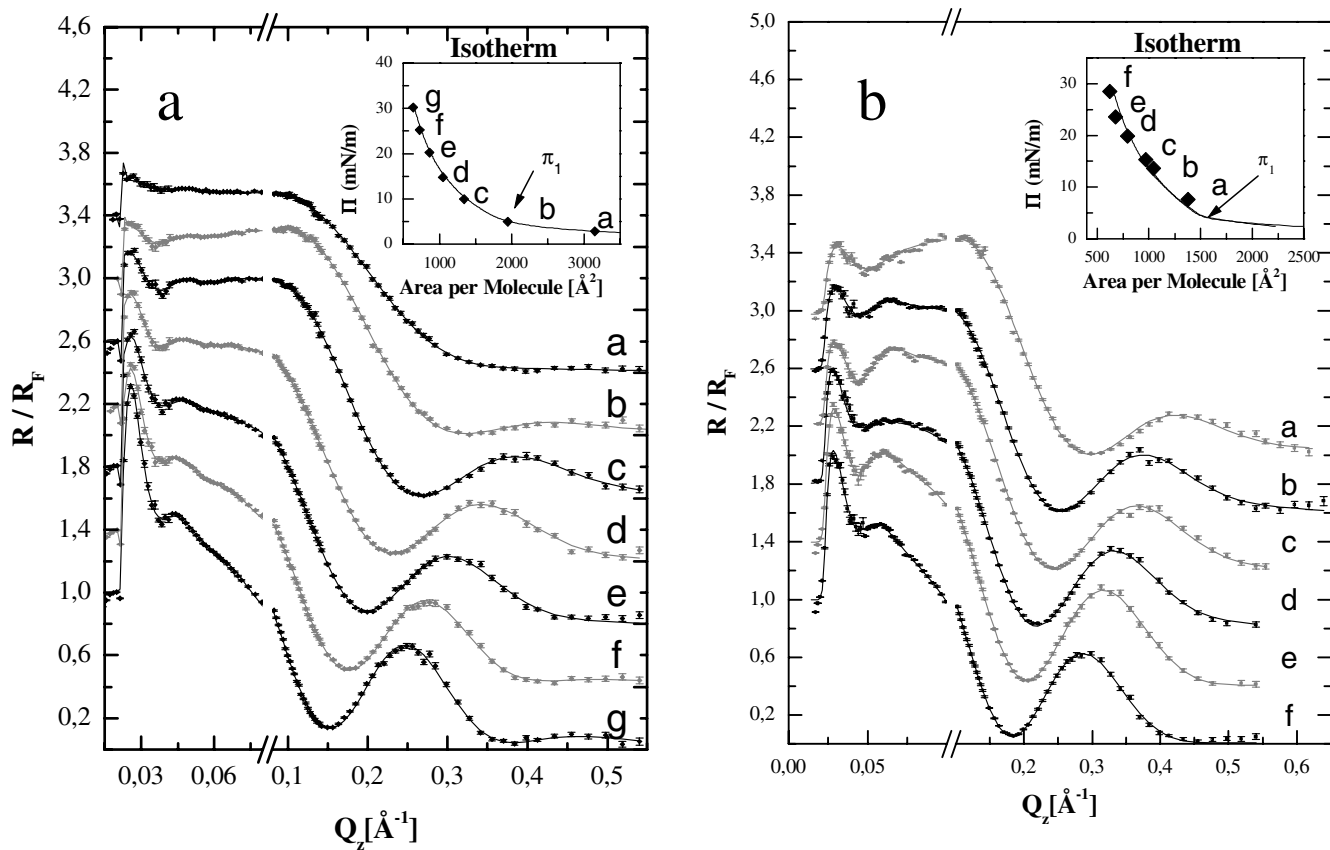 a
R / R_F
4,6
4,2
3,8
3,4
3,0
2,6
2,2
1,8
1,4
1,0
0,6
0,2
0,03
0,06
0,1
0,2
0,3
0,4
0,5
Q_z[Å⁻¹]
a
b
c
d
e
f
g
Isotherm
Π (mN/m)
40
30
20
10
0
g
f
e
d
c
b
a
π₁
1000
2000
3000
Area per Molecule [Å²]
b
R / R_F
5,0
4,6
4,2
3,8
3,4
3,0
2,6
2,2
1,8
1,4
1,0
0,6
0,2
0,00
0,05
0,2
0,3
0,4
0,5
0,6
Q_z[Å⁻¹]
a
b
c
d
e
f
Isotherm
Π (mN/m)
30
20
10
0
f
e
d
c
b
a
π₁
500
1000
1500
2000
2500
Area per Molecule [Å²]